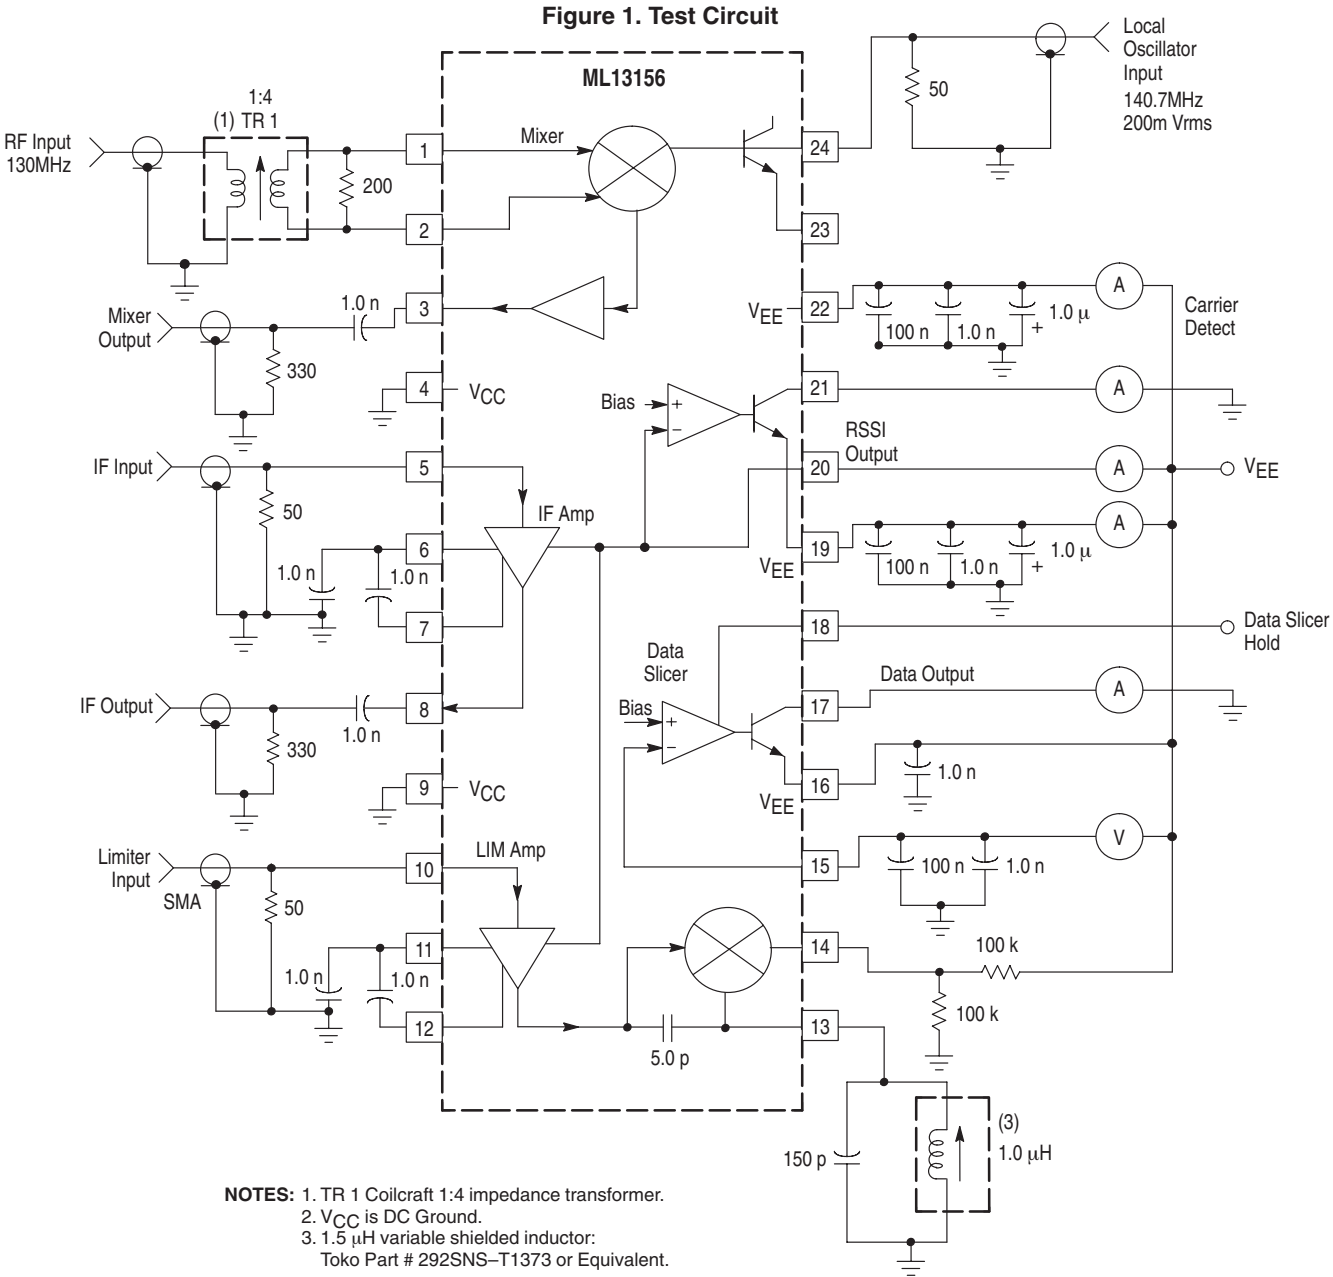 Figure 1. Test Circuit
ML13156
Local
Oscillator
Input
140.7MHz
200m Vrms
50
1:4
(1) TR 1
RF Input
130MHz
200
1
2
Mixer
24
23
Mixer
Output
1.0 n
330
3
4
VCC
VEE
22
100 n
1.0 n
+
1.0 µ
A
Carrier
Detect
Bias
+
−
21
A
RSSI
Output
20
A
VEE
IF Input
50
5
IF Amp
6
7
1.0 n
1.0 n
VEE
19
100 n
1.0 n
+
1.0 µ
A
18
Data Slicer
Hold
Data
Slicer
Bias
+
−
17
Data Output
A
IF Output
1.0 n
330
8
9
VCC
VEE
16
1.0 n
Limiter
Input
SMA
50
10
LIM Amp
15
100 n
1.0 n
V
11
12
1.0 n
1.0 n
14
100 k
100 k
5.0 p
13
150 p
(3)
1.0 µH
NOTES: 1. TR 1 Coilcraft 1:4 impedance transformer.
2. VCC is DC Ground.
3. 1.5 µH variable shielded inductor:
Toko Part # 292SNS–T1373 or Equivalent.